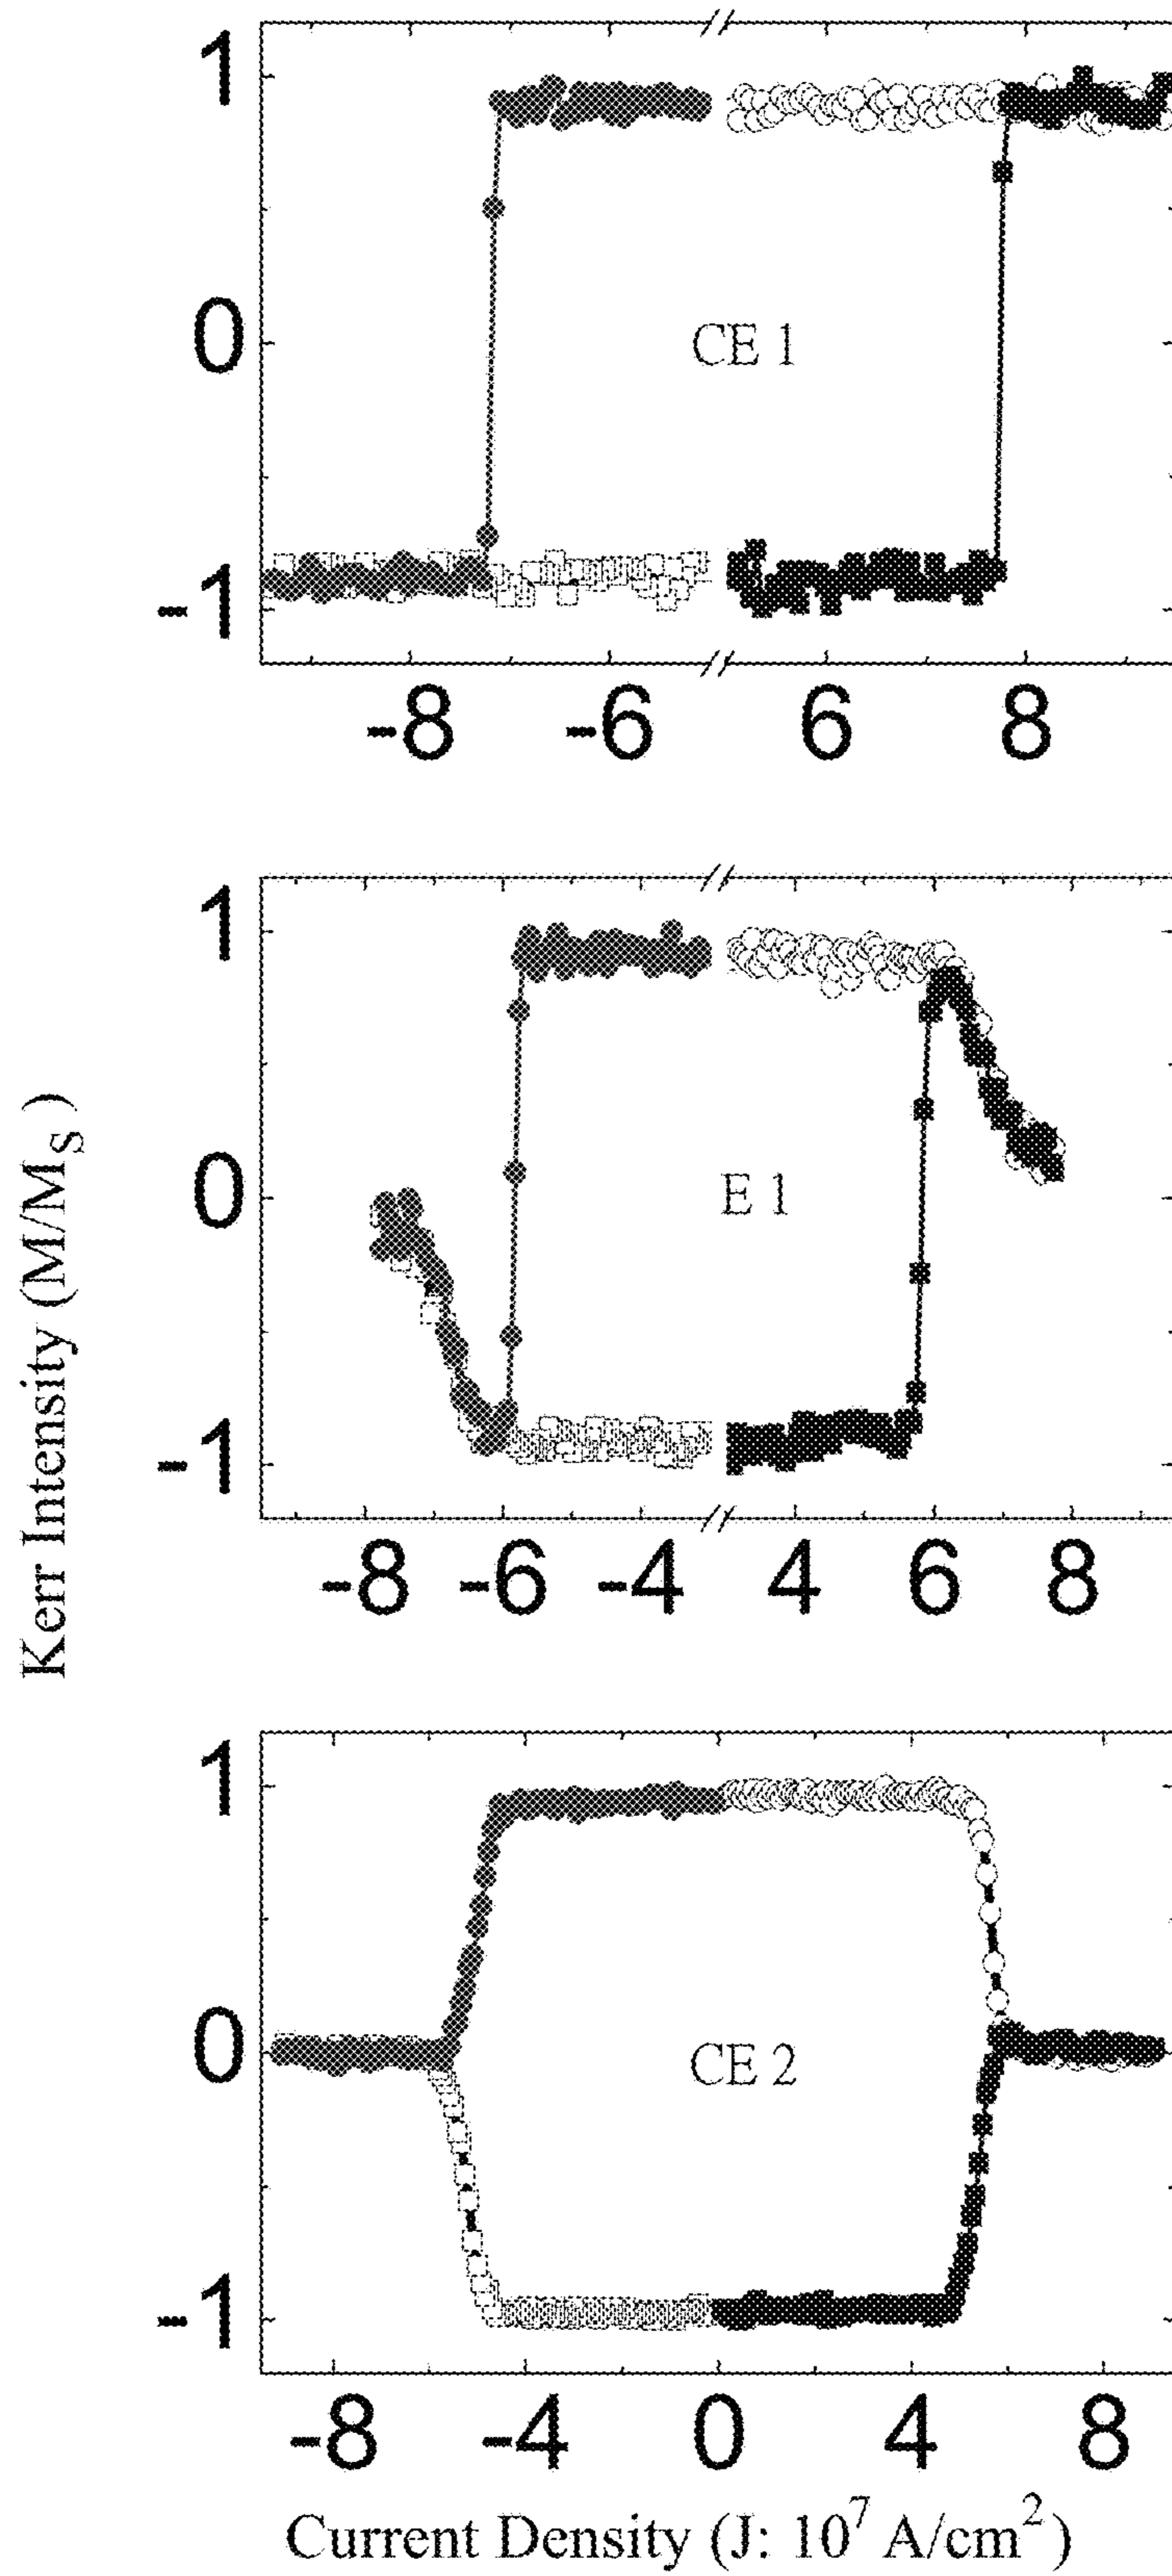 1
0
CE 1
-1
-8 -6 6 8
1
0
E 1
-1
-8 -6 -4 4 6 8
Kerr Intensity (M/M_S)
1
0
CE 2
-1
-8 -4 0 4 8
Current Density (J: 10^7 A/cm^2)